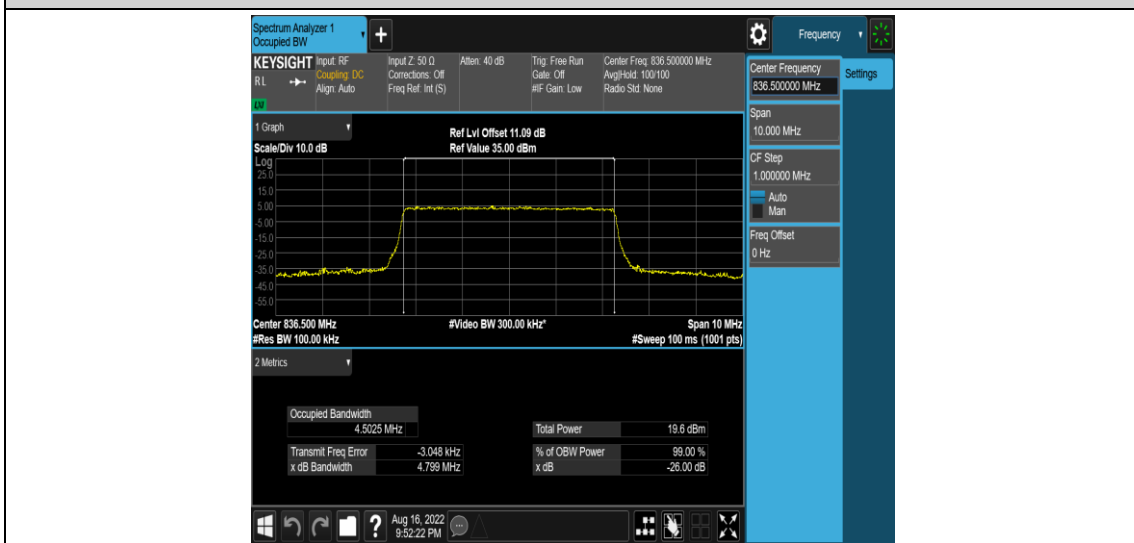 Spectrum Analyzer 1
Occupied BW
+
Frequency
KEYSIGHT
RL
LXI
Input: RF
Coupling: DC
Align: Auto
Input Z: 50 Ω
Corrections: Off
Freq Ref: Int (S)
Atten: 40 dB
Trig: Free Run
Gate: Off
#IF Gain: Low
Center Freq: 836.500000 MHz
Avg|Hold: 100/100
Radio Std: None
Center Frequency
836.500000 MHz
Settings
Span
10.000 MHz
CF Step
1.000000 MHz
Auto
Man
Freq Offset
0 Hz
1 Graph
Ref Lvl Offset 11.09 dB
Scale/Div 10.0 dB
Ref Value 35.00 dBm
Log
25.0
15.0
5.00
-5.00
-15.0
-25.0
-35.0
-45.0
-55.0
Center 836.500 MHz
#Video BW 300.00 kHz*
Span 10 MHz
#Res BW 100.00 kHz
#Sweep 100 ms (1001 pts)
2 Metrics
Occupied Bandwidth
4.5025 MHz
Total Power 19.6 dBm
Transmit Freq Error -3.048 kHz
% of OBW Power 99.00 %
x dB Bandwidth 4.799 MHz
x dB -26.00 dB
?
Aug 16, 2022
9:52:22 PM